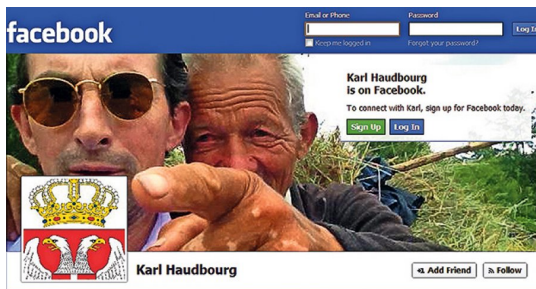 facebook
Email or Phone
Password
Keep me logged in
Forgot your password?
Log In
Karl Haudbourg
is on Facebook.
To connect with Karl, sign up for Facebook today.
Sign Up
Log In
Karl Haudbourg
Add Friend
Follow